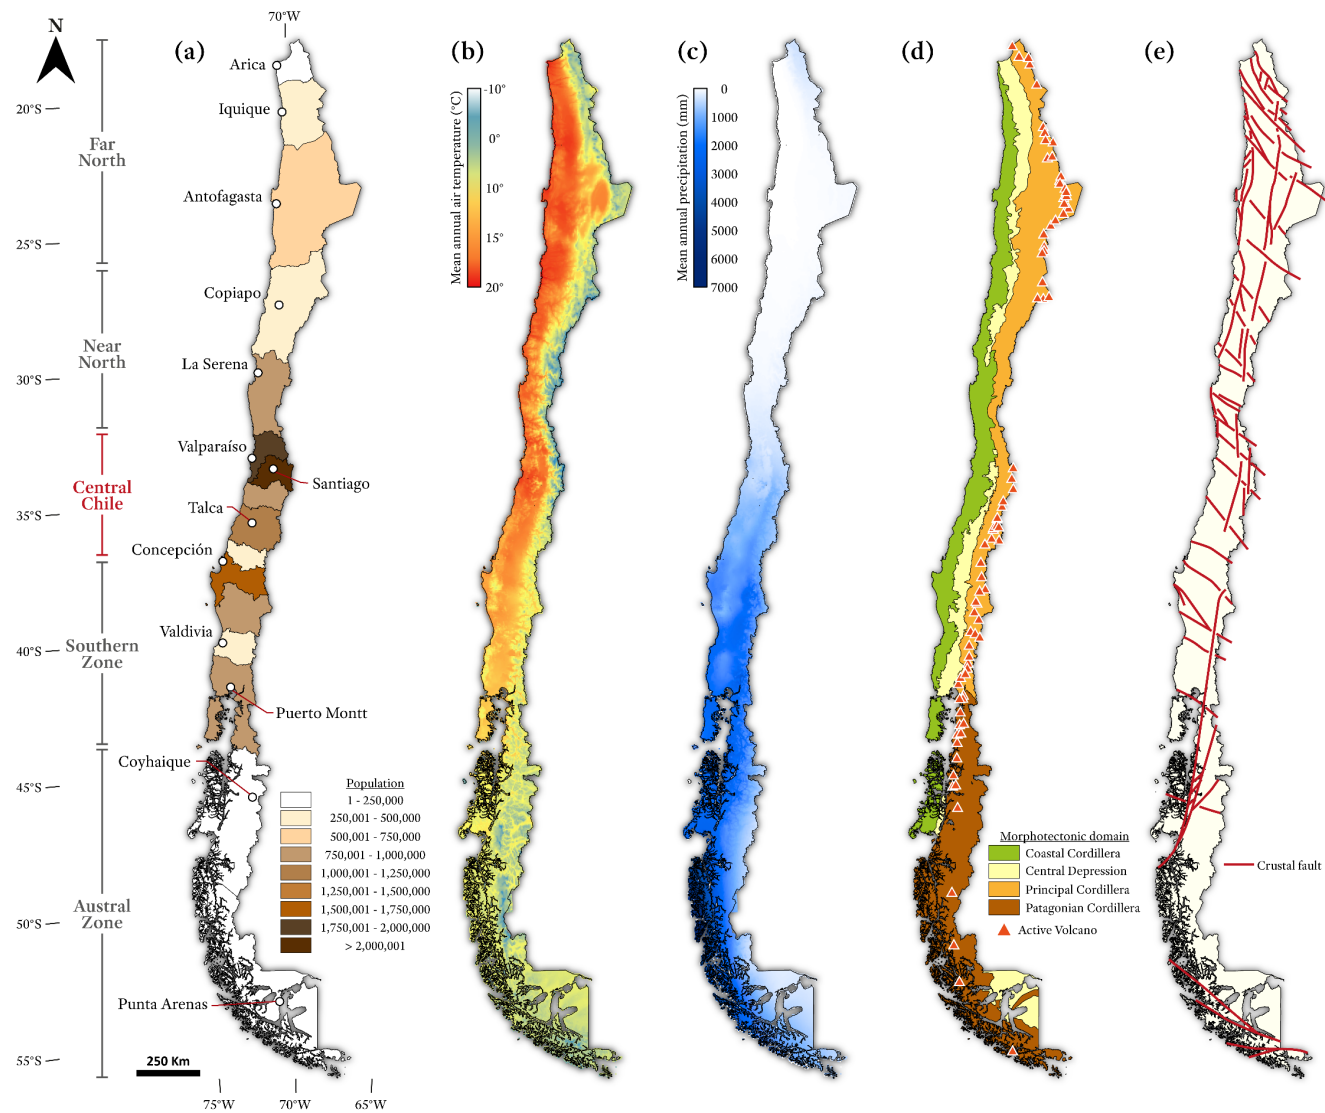 70°W
N
(a)
(b)
(c)
(d)
(e)
Arica
Iquique
Antofagasta
Copiapo
La Serena
Valparaíso
Santiago
Talca
Concepción
Valdivia
Puerto Montt
Coyhaique
Punta Arenas
20°S
25°S
30°S
35°S
40°S
45°S
50°S
55°S
Far
North
Near
North
Central
Chile
Southern
Zone
Austral
Zone
250 Km
75°W
70°W
65°W
Population
1 - 250,000
250,001 - 500,000
500,001 - 750,000
750,001 - 1,000,000
1,000,001 - 1,250,000
1,250,001 - 1,500,000
1,500,001 - 1,750,000
1,750,001 - 2,000,000
> 2,000,001
Mean annual air temperature (°C)
-10°
0°
10°
15°
20°
Mean annual precipitation (mm)
0
1000
2000
3000
4000
5000
6000
7000
Morphotectonic domain
Coastal Cordillera
Central Depression
Principal Cordillera
Patagonian Cordillera
Active Volcano
Crustal fault